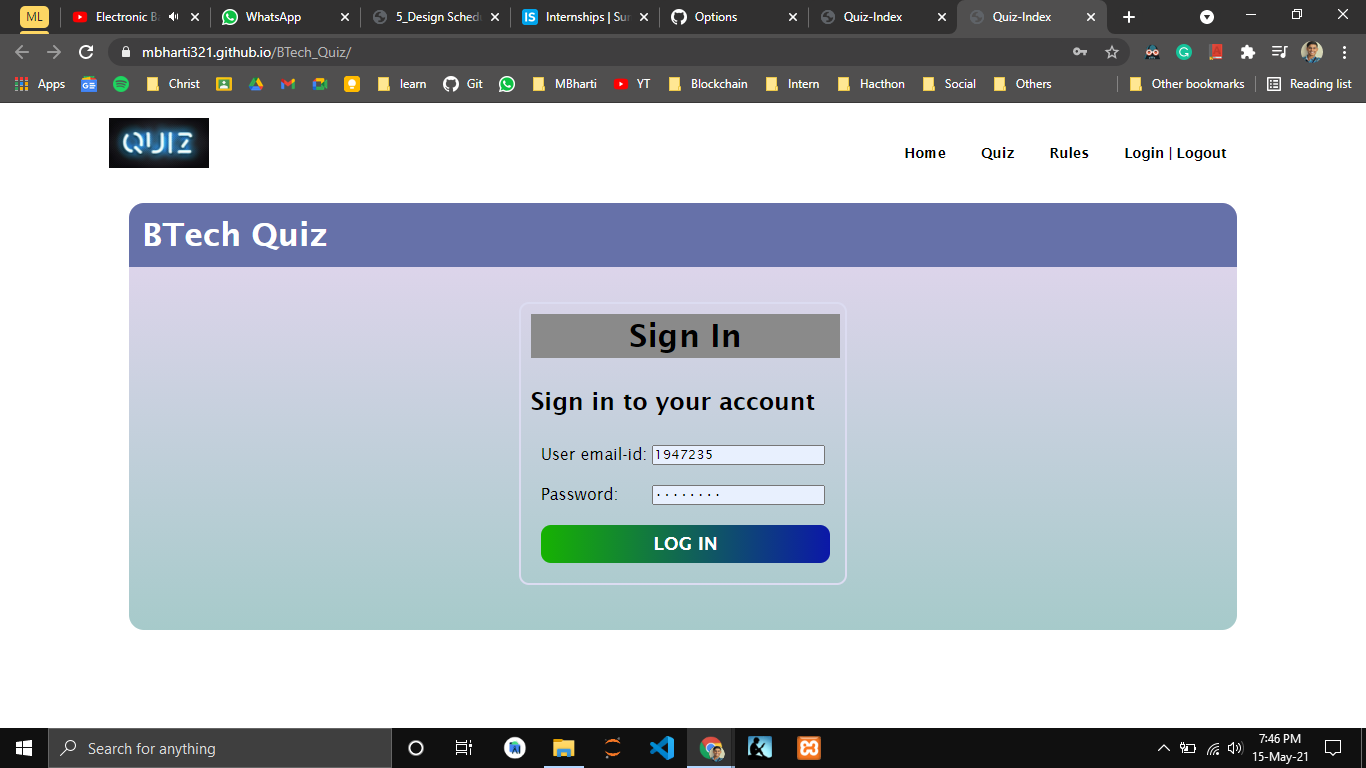 ML Electronic Ba WhatsApp 5_Design Schedu Internships | Sur Options Quiz-Index Quiz-Index
mbharti321.github.io/BTech_Quiz/
Apps Christ learn Git MBharti YT Blockchain Intern Hacthon Social Others Other bookmarks Reading list
QUIZ
Home Quiz Rules Login | Logout
BTech Quiz
Sign In
Sign in to your account
User email-id: 1947235
Password: ········
LOG IN
Search for anything
7:46 PM
15-May-21